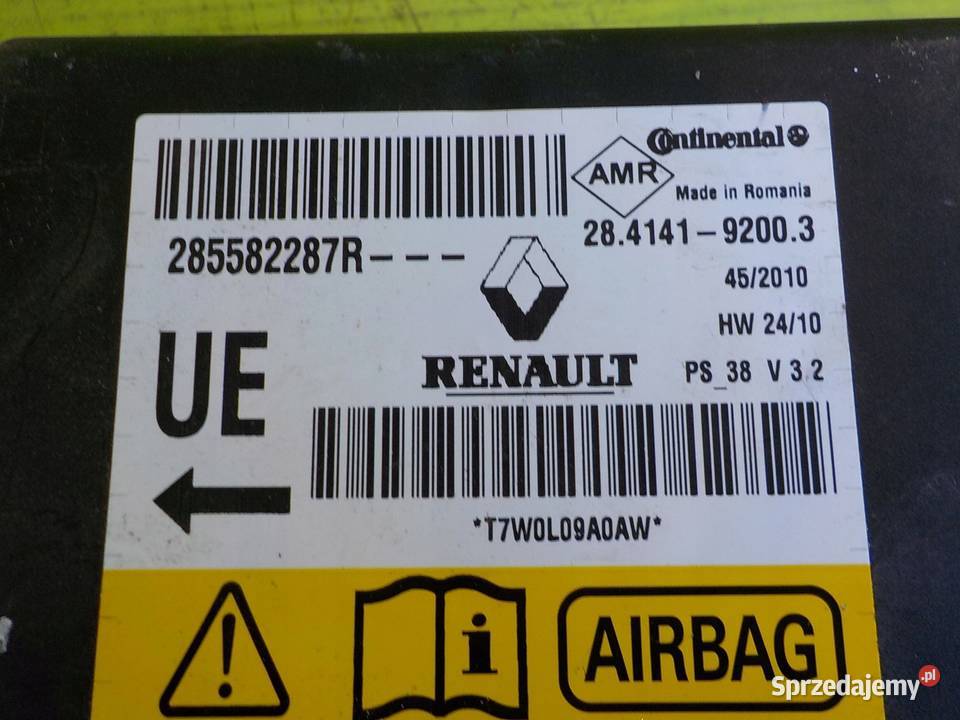 Continental
AMR
Made in Romania
285582287R---
28.4141-9200.3
45/2010
HW 24/10
UE
RENAULT
PS_38 V 3.2
*T7W0L09A0AW*
AIRBAG
Sprzedajemy.pl